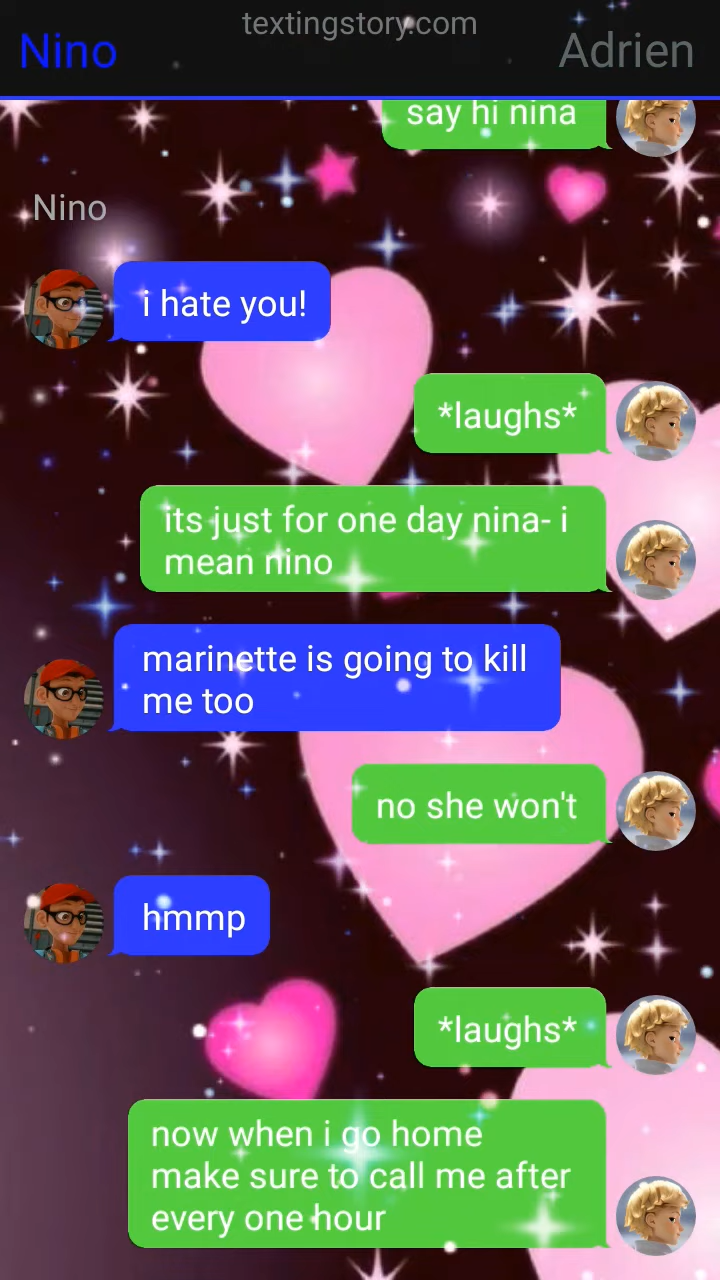 textingstory.com
Nino
Adrien
say hi nina
Nino
i hate you!
*laughs*
its just for one day nina- i
mean nino
marinette is going to kill
me too
no she won't
hmmp
*laughs*
now when i go home
make sure to call me after
every one hour